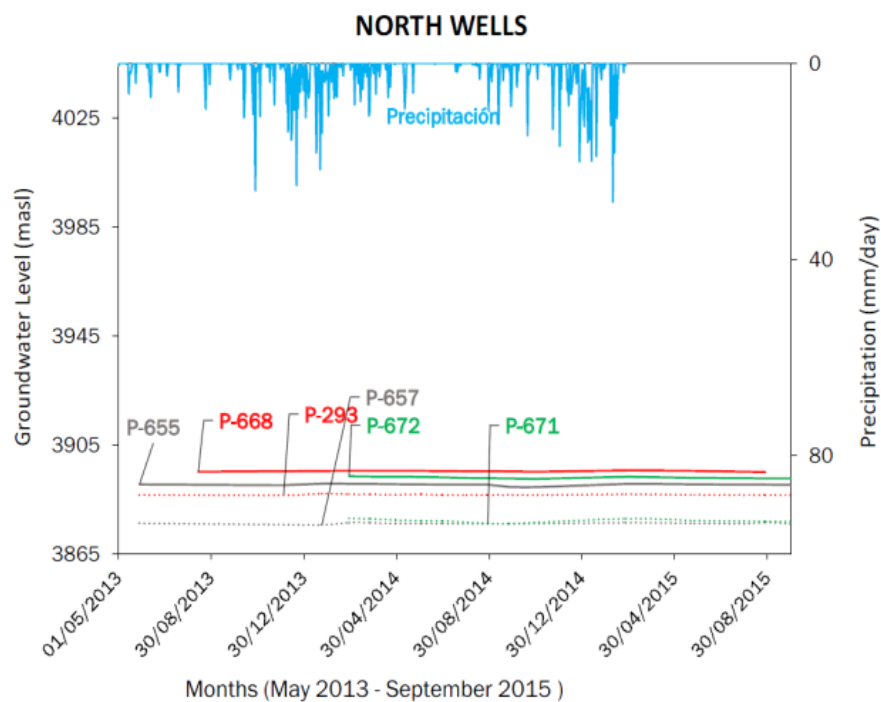 NORTH WELLS
4025
3985
3945
3905
3865
Groundwater Level (masl)
0
40
80
Precipitation (mm/day)
Precipitación
P-655
P-668
P-293
P-657
P-672
P-671
01/05/2013
30/08/2013
30/12/2013
30/04/2014
30/08/2014
30/12/2014
30/04/2015
30/08/2015
Months (May 2013 - September 2015 )